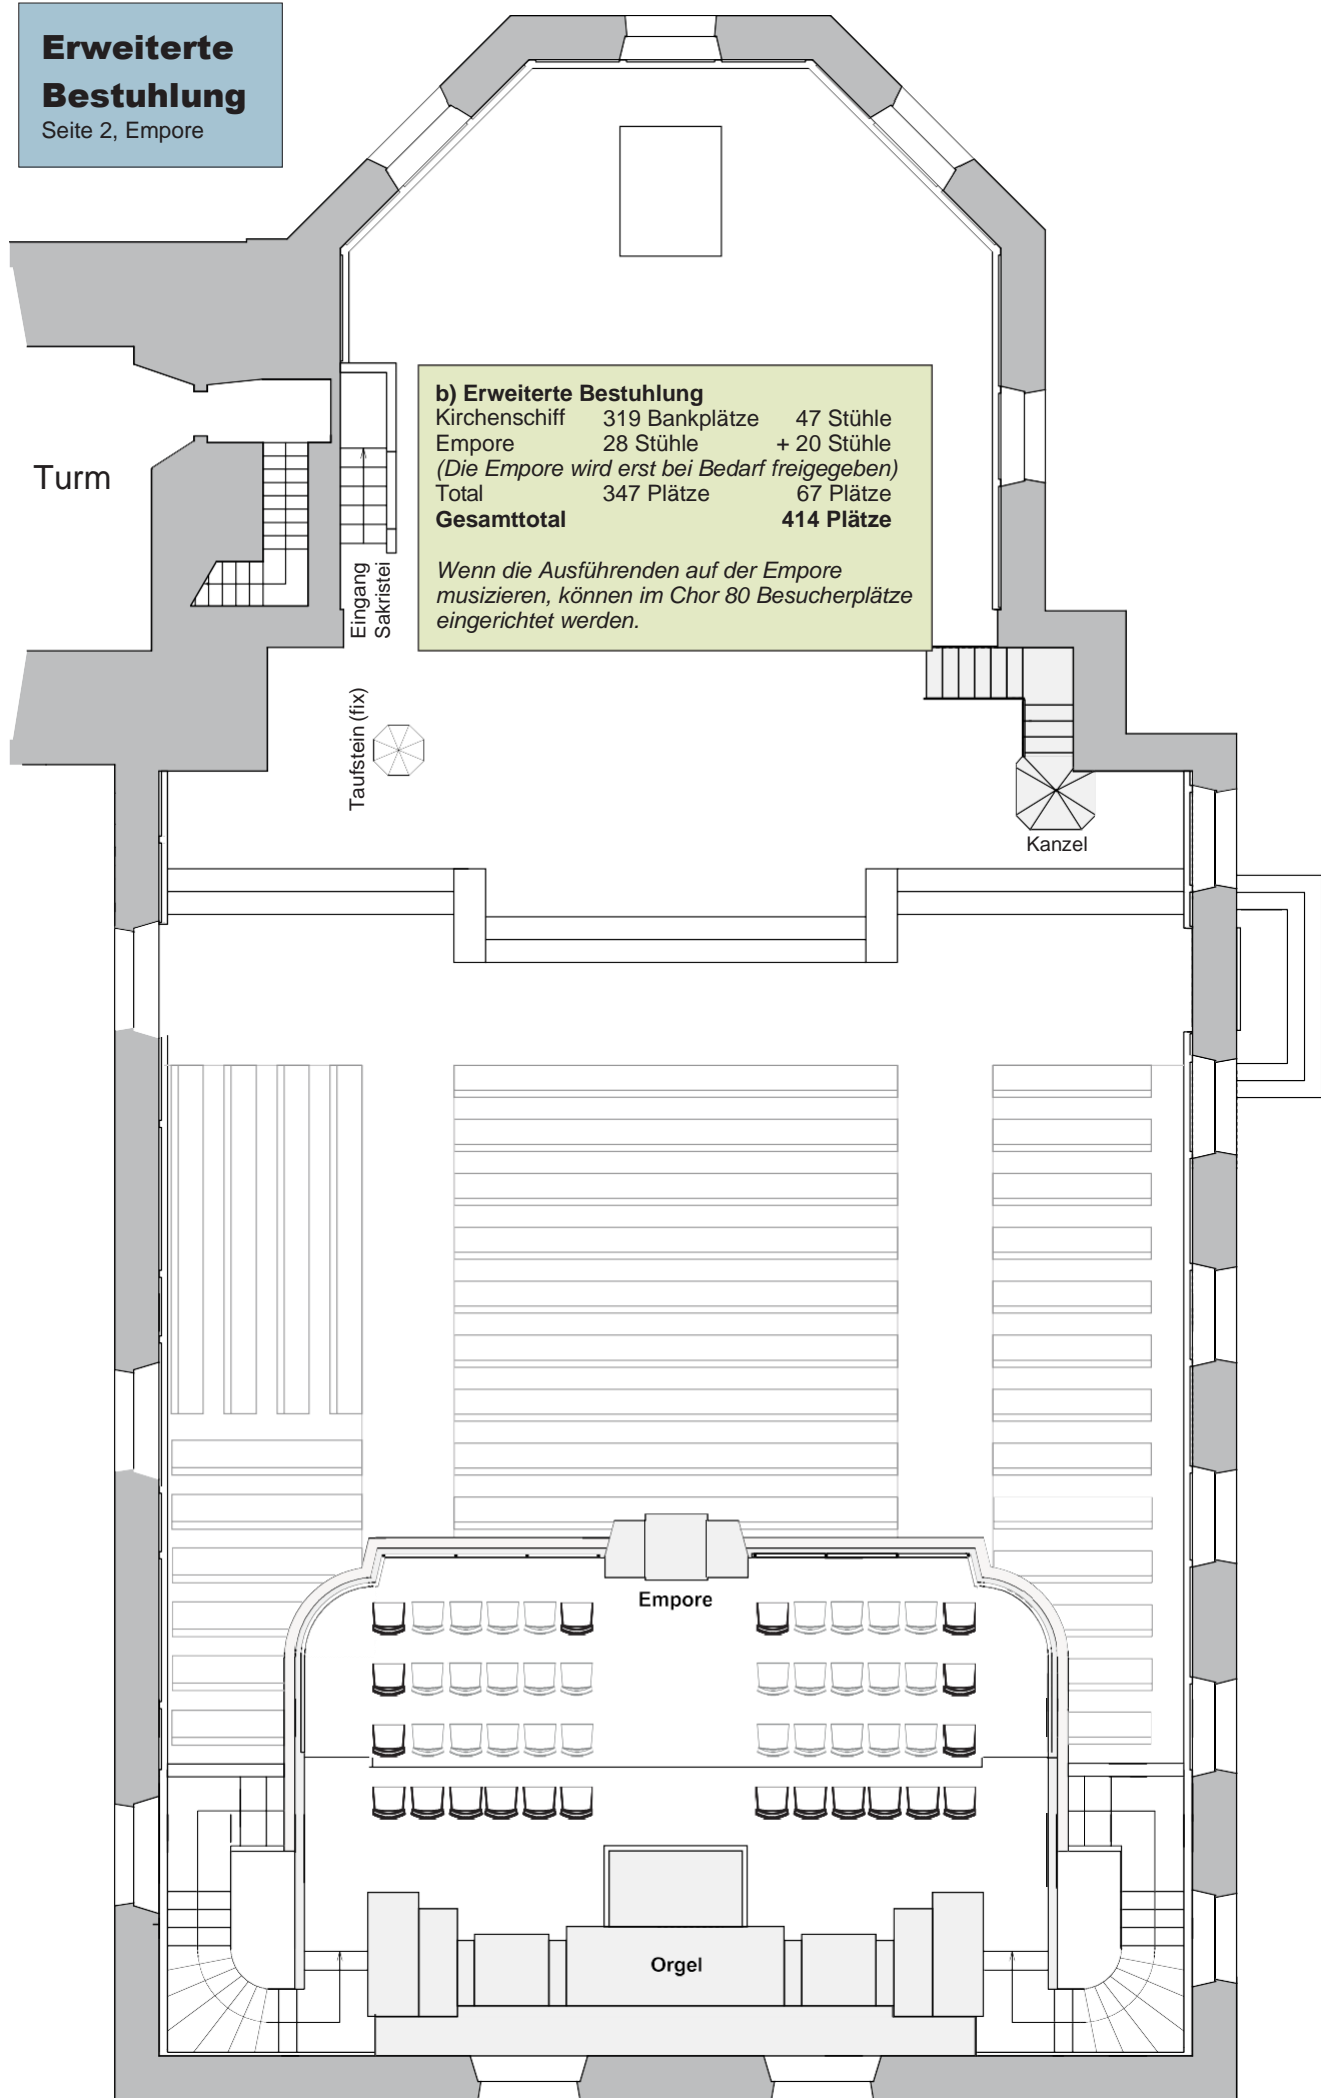 Erweiterte
Bestuhlung
Seite 2, Empore
b) Erweiterte Bestuhlung
Kirchenschiff 319 Bankplätze 47 Stühle
Empore 28 Stühle + 20 Stühle
(Die Empore wird erst bei Bedarf freigegeben)
Total 347 Plätze 67 Plätze
Gesamttotal 414 Plätze
Wenn die Ausführenden auf der Empore
musizieren, können im Chor 80 Besucherplätze
eingerichtet werden.
Turm
Eingang
Sakristei
Taufstein (fix)
Kanzel
Empore
Orgel